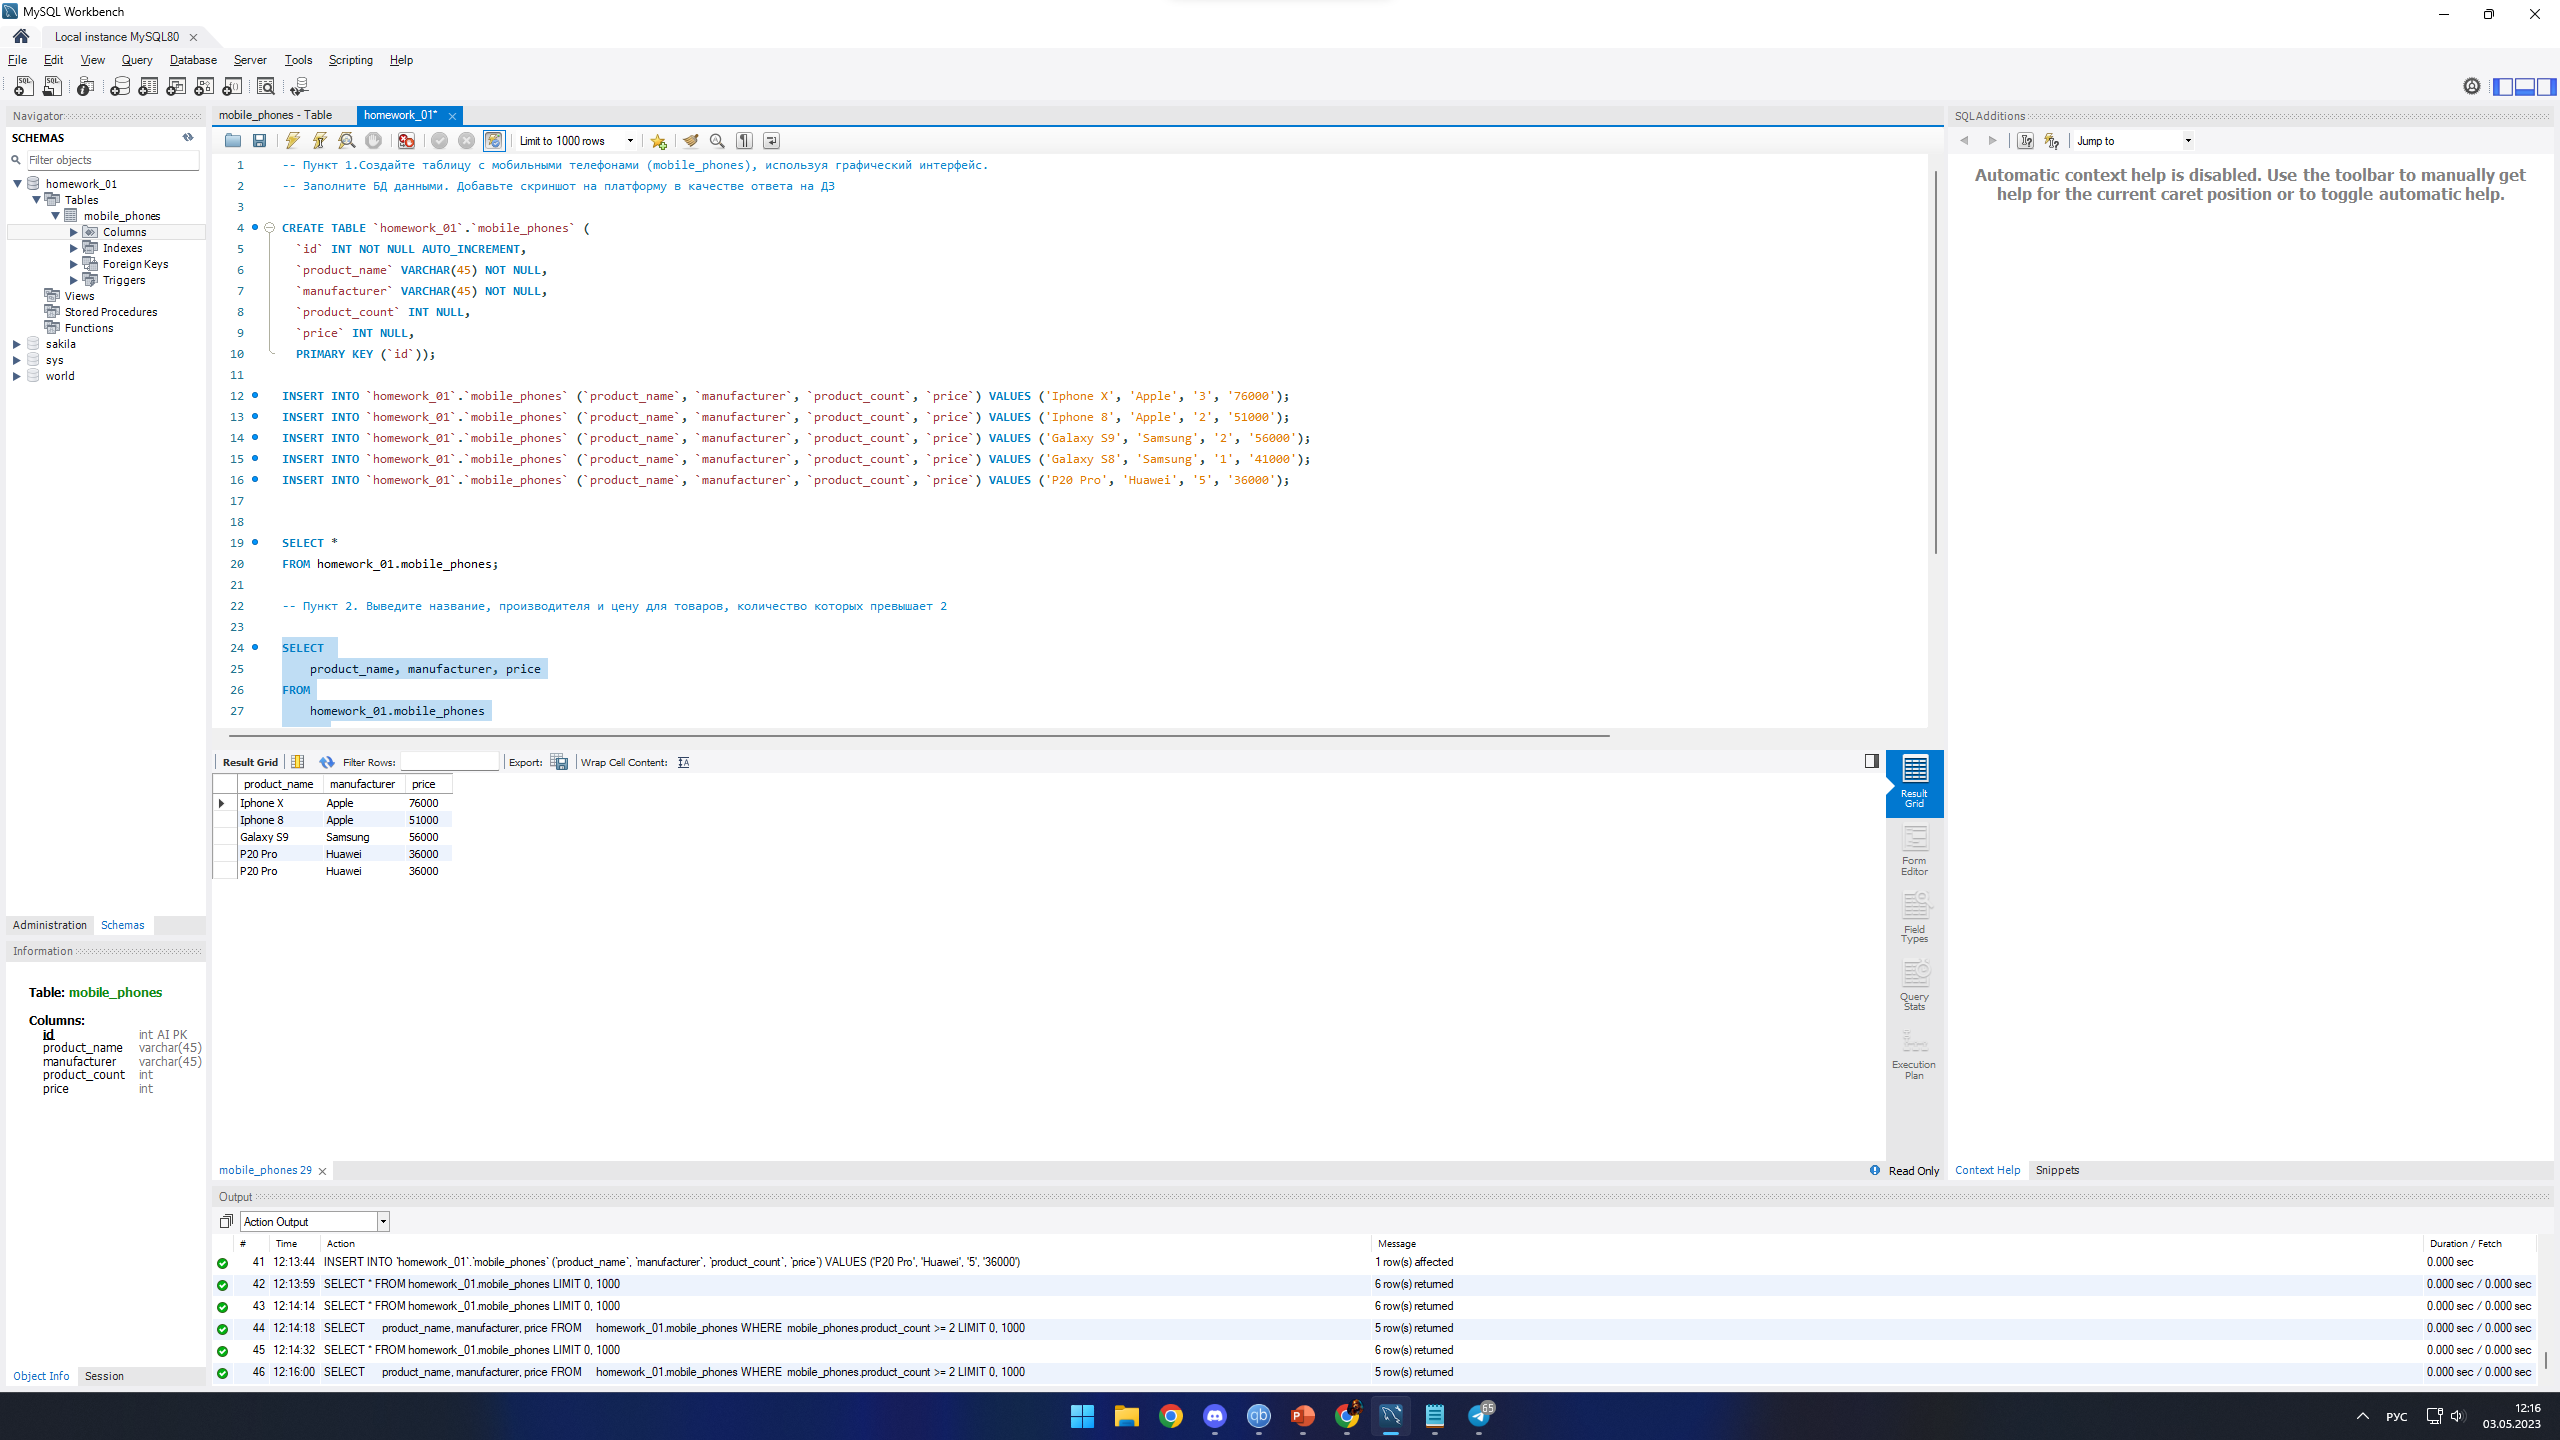 MySQL Workbench
Local instance MySQL80
File Edit View Query Database Server Tools Scripting Help
Navigator
SCHEMAS
Filter objects
homework_01
Tables
mobile_phones
Columns
Indexes
Foreign Keys
Triggers
Views
Stored Procedures
Functions
sakila
sys
world
Administration Schemas
Information
Table: mobile_phones
Columns:
id int AI PK
product_name varchar(45)
manufacturer varchar(45)
product_count int
price int
Object Info Session
mobile_phones - Table homework_01*
Limit to 1000 rows
1 -- Пункт 1.Создайте таблицу с мобильными телефонами (mobile_phones), используя графический интерфейс.
2 -- Заполните БД данными. Добавьте скриншот на платформу в качестве ответа на ДЗ
3
4 CREATE TABLE `homework_01`.`mobile_phones` (
5 `id` INT NOT NULL AUTO_INCREMENT,
6 `product_name` VARCHAR(45) NOT NULL,
7 `manufacturer` VARCHAR(45) NOT NULL,
8 `product_count` INT NULL,
9 `price` INT NULL,
10 PRIMARY KEY (`id`));
11
12 INSERT INTO `homework_01`.`mobile_phones` (`product_name`, `manufacturer`, `product_count`, `price`) VALUES ('Iphone X', 'Apple', '3', '76000');
13 INSERT INTO `homework_01`.`mobile_phones` (`product_name`, `manufacturer`, `product_count`, `price`) VALUES ('Iphone 8', 'Apple', '2', '51000');
14 INSERT INTO `homework_01`.`mobile_phones` (`product_name`, `manufacturer`, `product_count`, `price`) VALUES ('Galaxy S9', 'Samsung', '2', '56000');
15 INSERT INTO `homework_01`.`mobile_phones` (`product_name`, `manufacturer`, `product_count`, `price`) VALUES ('Galaxy S8', 'Samsung', '1', '41000');
16 INSERT INTO `homework_01`.`mobile_phones` (`product_name`, `manufacturer`, `product_count`, `price`) VALUES ('P20 Pro', 'Huawei', '5', '36000');
17
18
19 SELECT *
20 FROM homework_01.mobile_phones;
21
22 -- Пункт 2. Выведите название, производителя и цену для товаров, количество которых превышает 2
23
24 SELECT
25 product_name, manufacturer, price
26 FROM
27 homework_01.mobile_phones
Result Grid Filter Rows: Export: Wrap Cell Content:
product_name manufacturer price
Iphone X Apple 76000
Iphone 8 Apple 51000
Galaxy S9 Samsung 56000
P20 Pro Huawei 36000
P20 Pro Huawei 36000
Result Grid
Form Editor
Field Types
Query Stats
Execution Plan
mobile_phones 29
Read Only
SQLAdditions
Jump to
Automatic context help is disabled. Use the toolbar to manually get
help for the current caret position or to toggle automatic help.
Context Help Snippets
Output
Action Output
# Time Action Message Duration / Fetch
41 12:13:44 INSERT INTO `homework_01`.`mobile_phones` (`product_name`, `manufacturer`, `product_count`, `price`) VALUES ('P20 Pro', 'Huawei', '5', '36000') 1 row(s) affected 0.000 sec
42 12:13:59 SELECT * FROM homework_01.mobile_phones LIMIT 0, 1000 6 row(s) returned 0.000 sec / 0.000 sec
43 12:14:14 SELECT * FROM homework_01.mobile_phones LIMIT 0, 1000 6 row(s) returned 0.000 sec / 0.000 sec
44 12:14:18 SELECT product_name, manufacturer, price FROM homework_01.mobile_phones WHERE mobile_phones.product_count >= 2 LIMIT 0, 1000 5 row(s) returned 0.000 sec / 0.000 sec
45 12:14:32 SELECT * FROM homework_01.mobile_phones LIMIT 0, 1000 6 row(s) returned 0.000 sec / 0.000 sec
46 12:16:00 SELECT product_name, manufacturer, price FROM homework_01.mobile_phones WHERE mobile_phones.product_count >= 2 LIMIT 0, 1000 5 row(s) returned 0.000 sec / 0.000 sec
65
РУС
12:16
03.05.2023